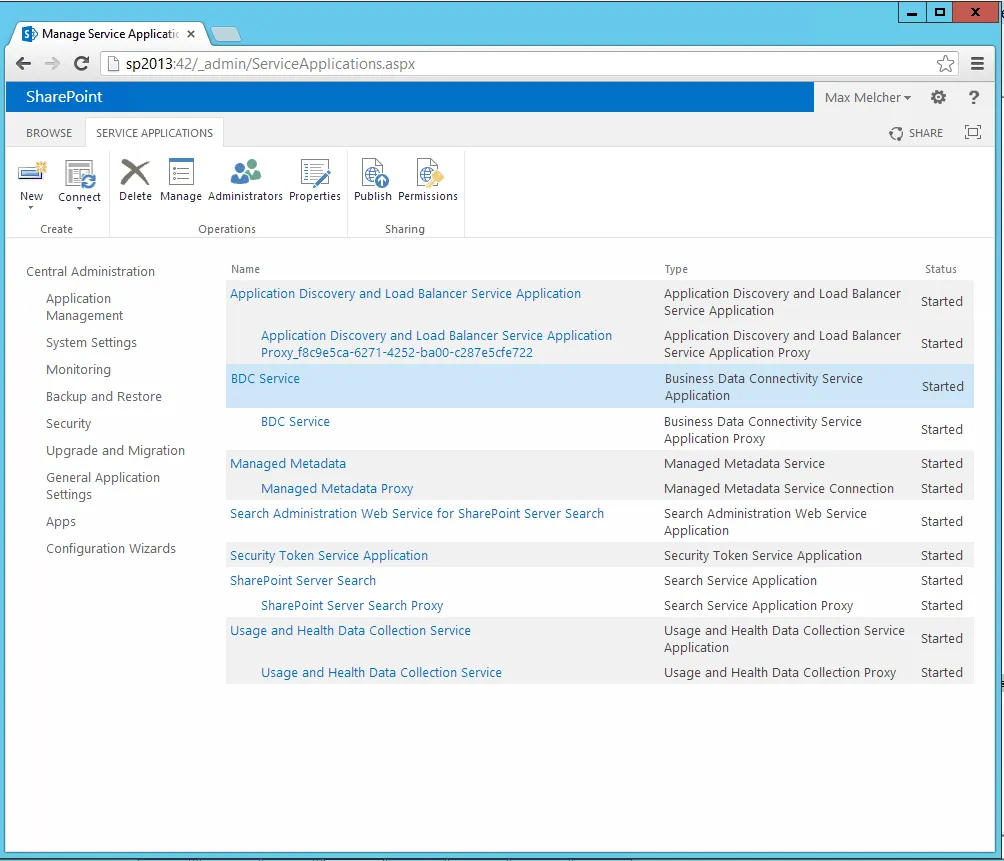 Manage Service Applicatic
sp2013:42/_admin/ServiceApplications.aspx
SharePoint
Max Melcher
?
BROWSE
SERVICE APPLICATIONS
SHARE
New
Connect
Delete
Manage
Administrators
Properties
Publish
Permissions
Create
Operations
Sharing
Central Administration
Application
Management
System Settings
Monitoring
Backup and Restore
Security
Upgrade and Migration
General Application
Settings
Apps
Configuration Wizards
Name Type Status
Application Discovery and Load Balancer Service Application
Application Discovery and Load Balancer
Service Application
Started
Application Discovery and Load Balancer Service Application
Proxy_f8c9e5ca-6271-4252-ba00-c287e5cfe722
Application Discovery and Load Balancer
Service Application Proxy
Started
BDC Service
Business Data Connectivity Service
Application
Started
BDC Service
Business Data Connectivity Service
Application Proxy
Started
Managed Metadata Managed Metadata Service Started
Managed Metadata Proxy Managed Metadata Service Connection Started
Search Administration Web Service for SharePoint Server Search
Search Administration Web Service
Application
Started
Security Token Service Application Security Token Service Application Started
SharePoint Server Search Search Service Application Started
SharePoint Server Search Proxy Search Service Application Proxy Started
Usage and Health Data Collection Service
Usage and Health Data Collection Service
Application
Started
Usage and Health Data Collection Service Usage and Health Data Collection Proxy Started